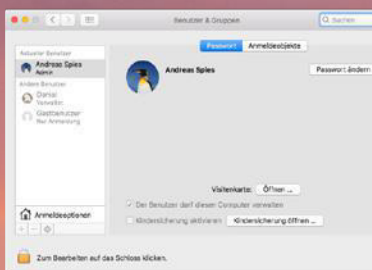 Benutzer & Gruppen
Suchen
Passwort Anmeldeobjekte
Aktueller Benutzer
Andreas Spies
Admin
Andere Benutzer
Daniel
Verwaltet
Gastbenutzer
Nur Anmeldung
Andreas Spies
Passwort ändern
Visitenkarte: Öffnen ...
Der Benutzer darf diesen Computer verwalten
Kindersicherung aktivieren Kindersicherung öffnen ...
Anmeldeoptionen
Zum Bearbeiten auf das Schloss klicken.